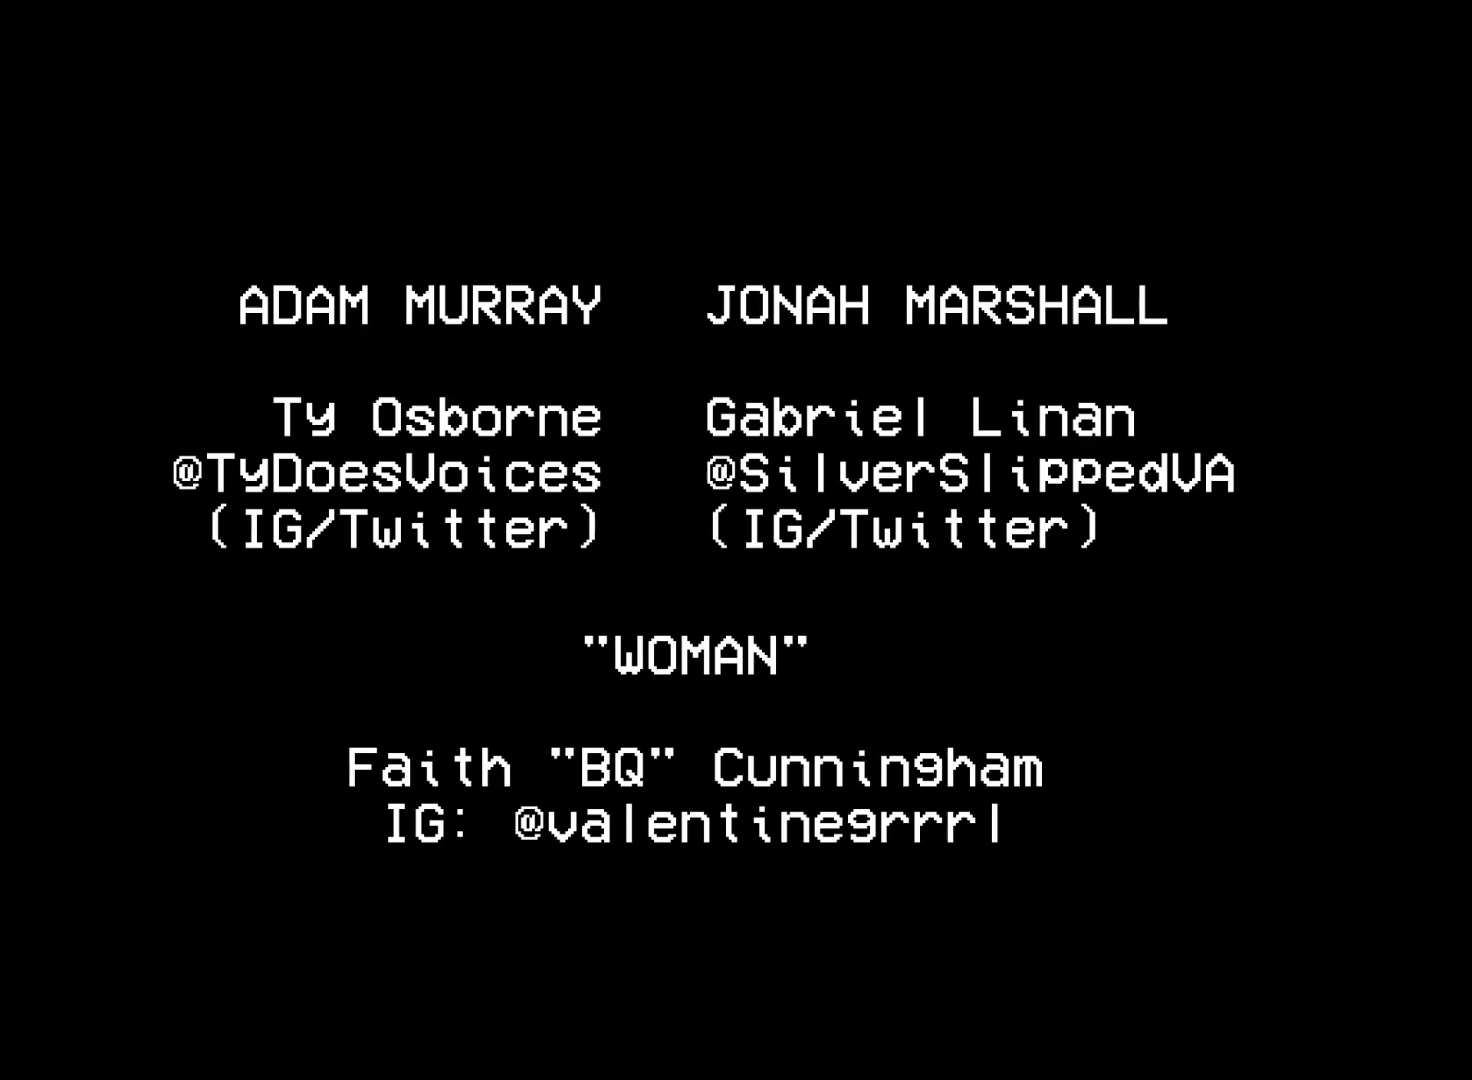 ADAM MURRAY JONAH MARSHALL
Ty Osborne Gabriel Linan
@TyDoesVoices @SilverSlippedVA
(IG/Twitter) (IG/Twitter)
"WOMAN"
Faith "BQ" Cunningham
IG: @valentinegrrrl